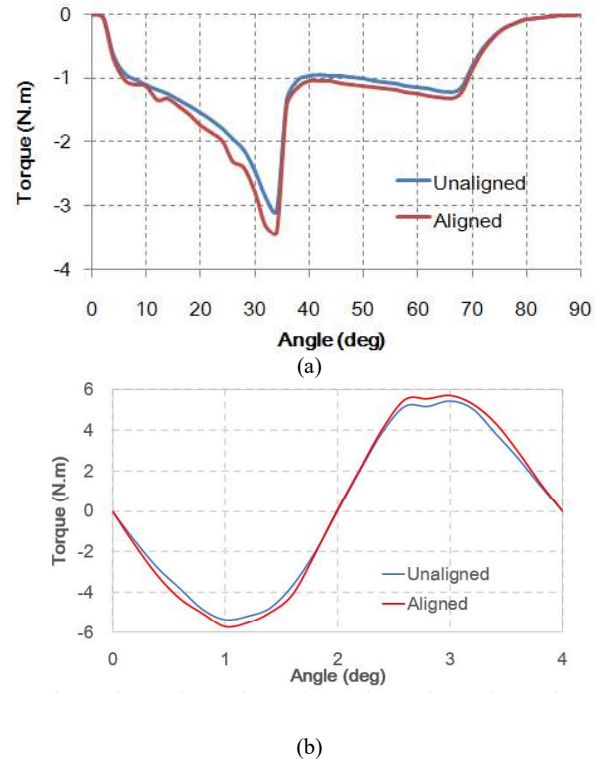 0
-1
-2
-3
-4
Torque (N.m)
Unaligned
Aligned
0 10 20 30 40 50 60 70 80 90
Angle (deg)
(a)
6
4
2
0
-2
-4
-6
Torque (N.m)
Unaligned
Aligned
0 1 2 3 4
Angle (deg)
(b)